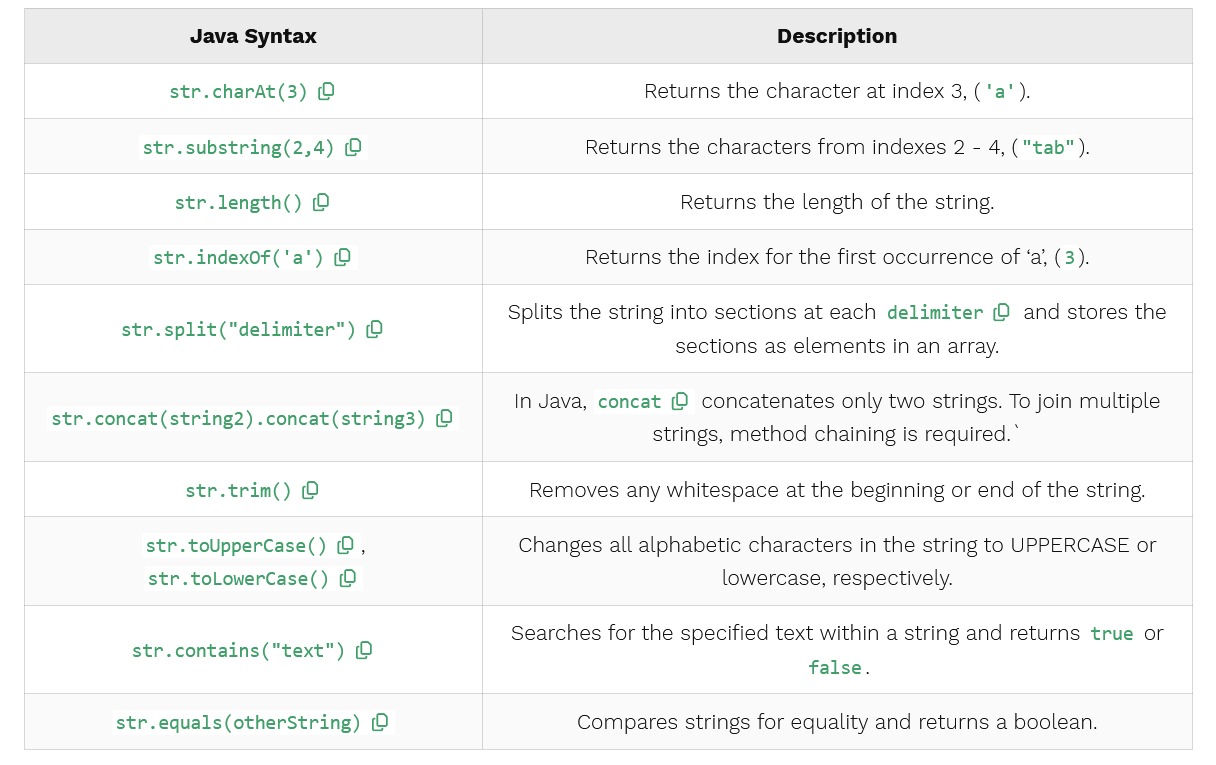 Java Syntax
Description
str.charAt(3)
Returns the character at index 3, ('a').
str.substring(2,4)
Returns the characters from indexes 2 - 4, ("tab").
str.length()
Returns the length of the string.
str.indexOf('a')
Returns the index for the first occurrence of ‘a’, (3).
str.split("delimiter")
Splits the string into sections at each delimiter and stores the
sections as elements in an array.
str.concat(string2).concat(string3)
In Java, concat concatenates only two strings. To join multiple
strings, method chaining is required.`
str.trim()
Removes any whitespace at the beginning or end of the string.
str.toUpperCase() ,
str.toLowerCase()
Changes all alphabetic characters in the string to UPPERCASE or
lowercase, respectively.
str.contains("text")
Searches for the specified text within a string and returns true or
false.
str.equals(otherString)
Compares strings for equality and returns a boolean.